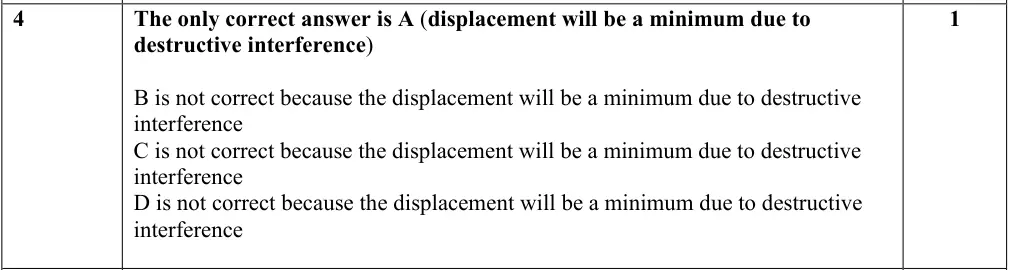 4 The only correct answer is A (displacement will be a minimum due to 1
destructive interference)
B is not correct because the displacement will be a minimum due to destructive
interference
C is not correct because the displacement will be a minimum due to destructive
interference
D is not correct because the displacement will be a minimum due to destructive
interference